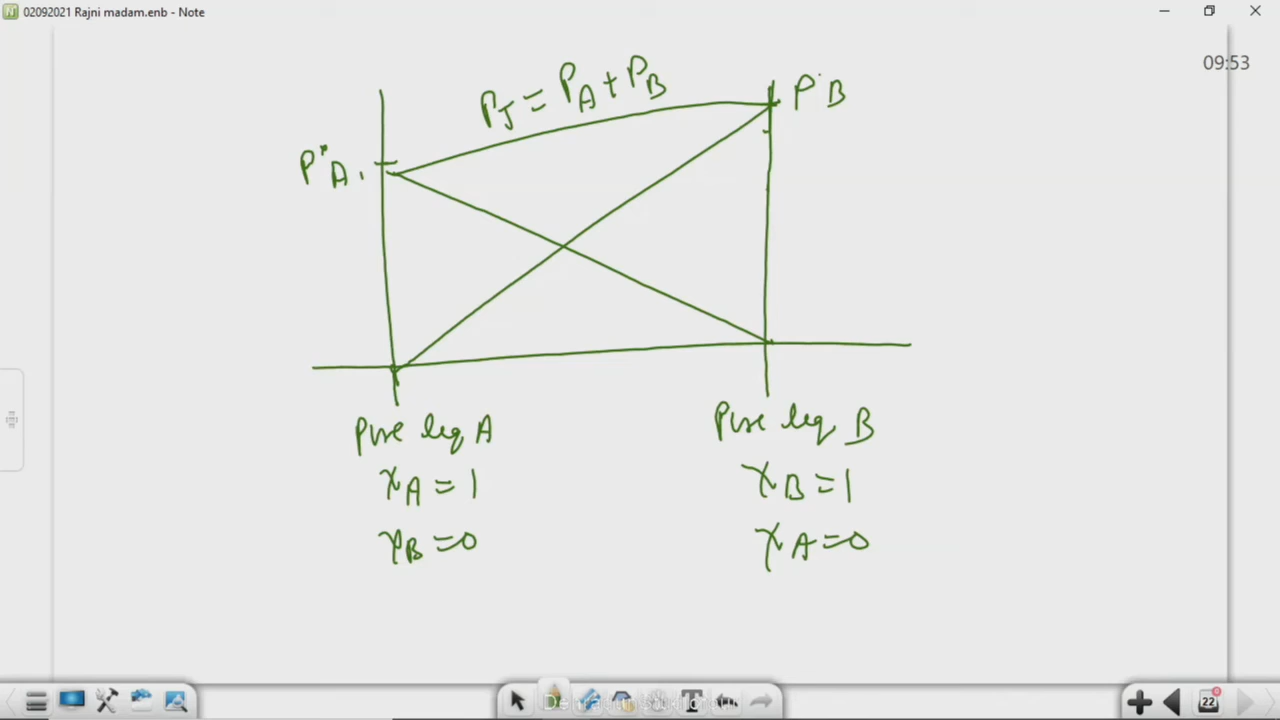 02092021 Rajni madam.enb - Note
09:53
PT = PA + PB
P°B
P°A
Pure liq A
Pure liq B
xA = 1
xB = 1
xB = 0
xA = 0
22